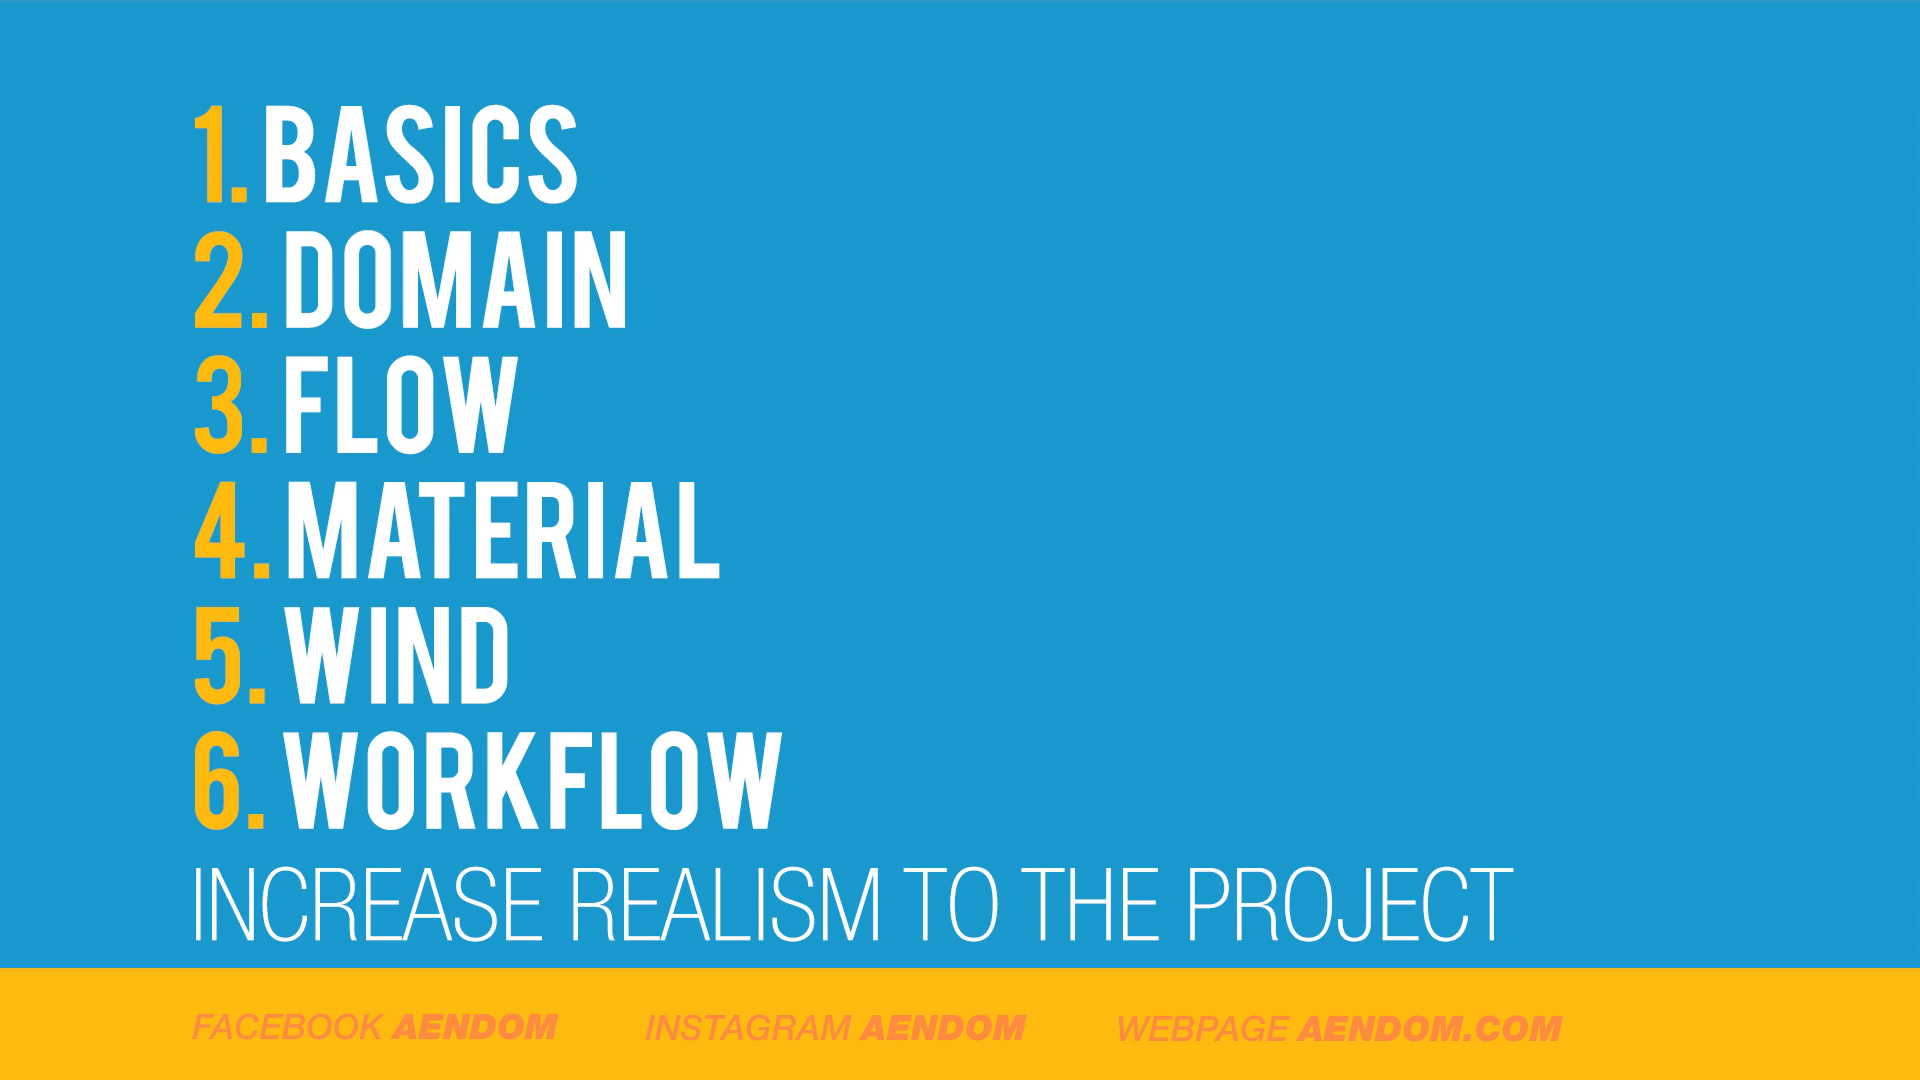 1. BASICS
2. DOMAIN
3. FLOW
4. MATERIAL
5. WIND
6. WORKFLOW
INCREASE REALISM TO THE PROJECT
FACEBOOK AENDOM INSTAGRAM AENDOM WEBPAGE AENDOM.COM